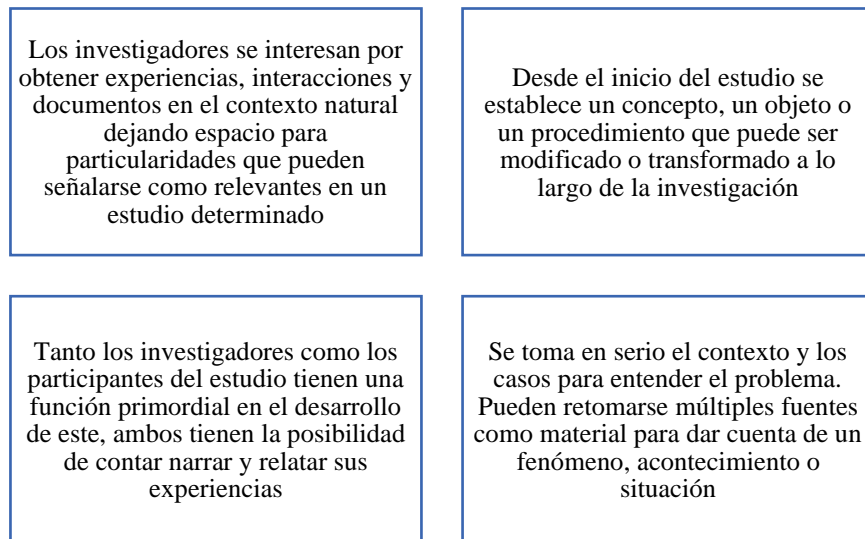 Los investigadores se interesan por
obtener experiencias, interacciones y
documentos en el contexto natural
dejando espacio para
particularidades que pueden
señalarse como relevantes en un
estudio determinado
Desde el inicio del estudio se
establece un concepto, un objeto o
un procedimiento que puede ser
modificado o transformado a lo
largo de la investigación
Tanto los investigadores como los
participantes del estudio tienen una
función primordial en el desarrollo
de este, ambos tienen la posibilidad
de contar narrar y relatar sus
experiencias
Se toma en serio el contexto y los
casos para entender el problema.
Pueden retomarse múltiples fuentes
como material para dar cuenta de un
fenómeno, acontecimiento o
situación